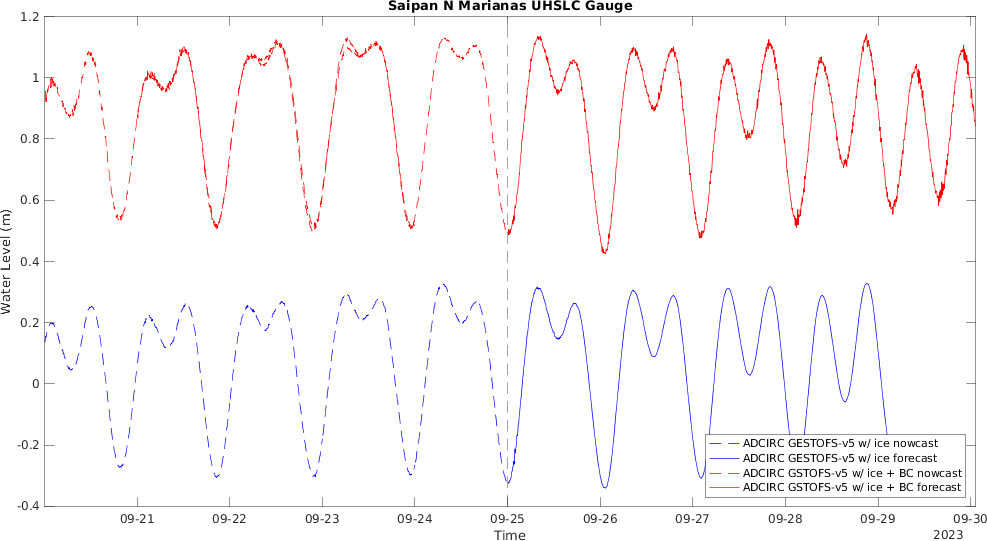 Saipan N Marianas UHSLC Gauge
1.2
1
0.8
0.6
0.4
0.2
0
-0.2
-0.4
Water Level (m)
ADCIRC GESTOFS-v5 w/ ice nowcast
ADCIRC GESTOFS-v5 w/ ice forecast
ADCIRC GSTOFS-v5 w/ ice + BC nowcast
ADCIRC GSTOFS-v5 w/ ice + BC forecast
09-21 09-22 09-23 09-24 09-25 09-26 09-27 09-28 09-29 09-30
Time
2023